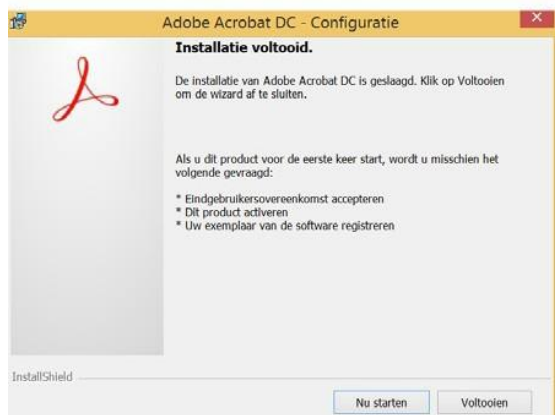 Adobe Acrobat DC - Configuratie
Installatie voltooid.
De installatie van Adobe Acrobat DC is geslaagd. Klik op Voltooien
om de wizard af te sluiten.
Als u dit product voor de eerste keer start, wordt u misschien het
volgende gevraagd:
* Eindgebruikersovereenkomst accepteren
* Dit product activeren
* Uw exemplaar van de software registreren
InstallShield
Nu starten
Voltooien